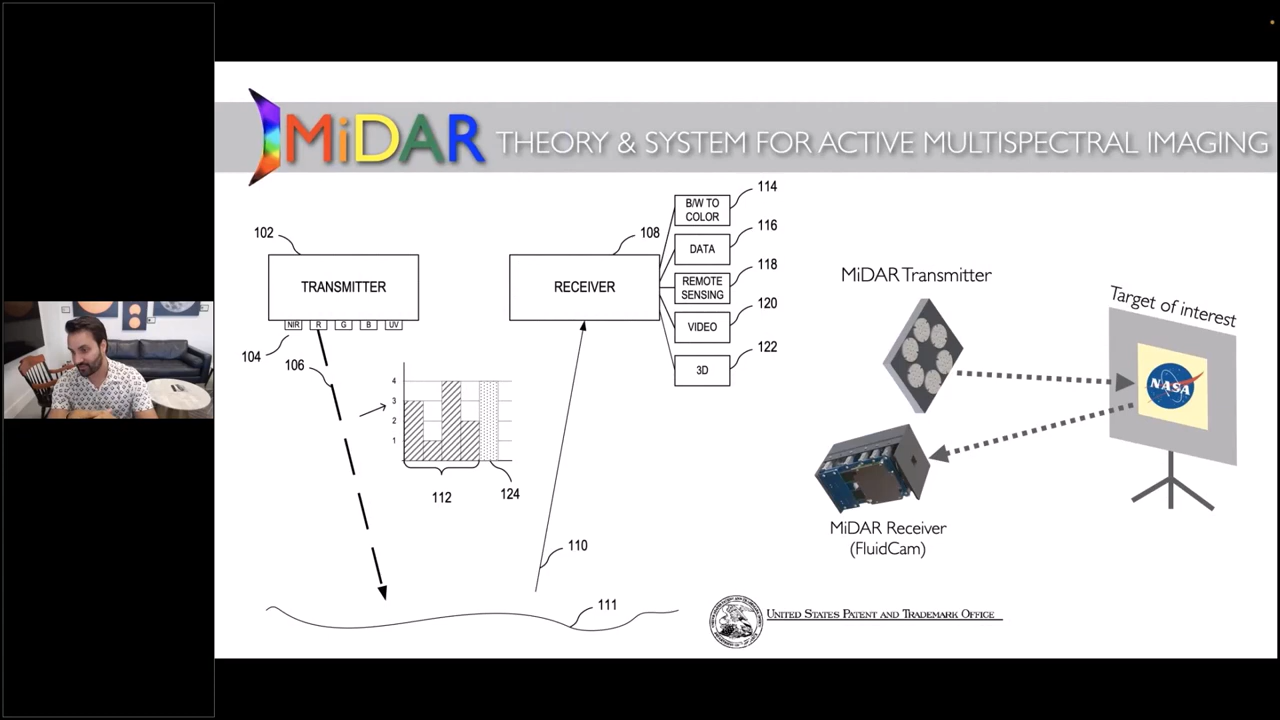 MiDAR THEORY & SYSTEM FOR ACTIVE MULTISPECTRAL IMAGING
102
TRANSMITTER
NIR R G B UV
104
106
4
3
2
1
112
124
108
RECEIVER
110
111
B/W TO
COLOR
114
DATA
116
REMOTE
SENSING
118
VIDEO
120
3D
122
MiDAR Transmitter
Target of interest
NASA
MiDAR Receiver
(FluidCam)
UNITED STATES PATENT AND TRADEMARK OFFICE